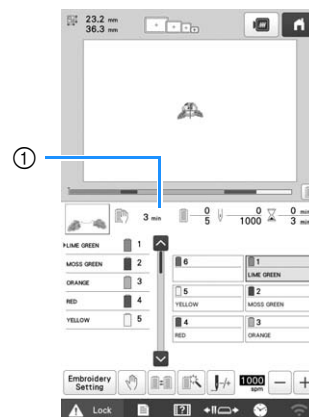 23.2 mm
36.3 mm
1
3 min
0
5
0
1000
0 min
3 min
LIME GREEN 1
MOSS GREEN 2
ORANGE 3
RED 4
YELLOW 5
6
1
LIME GREEN
5
YELLOW
2
MOSS GREEN
4
RED
3
ORANGE
Embroidery
Setting
1000
spm
Lock